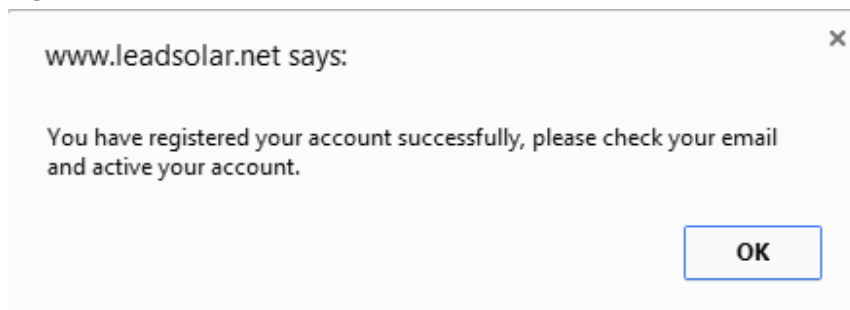 www.leadsolar.net says:
You have registered your account successfully, please check your email
and active your account.
OK